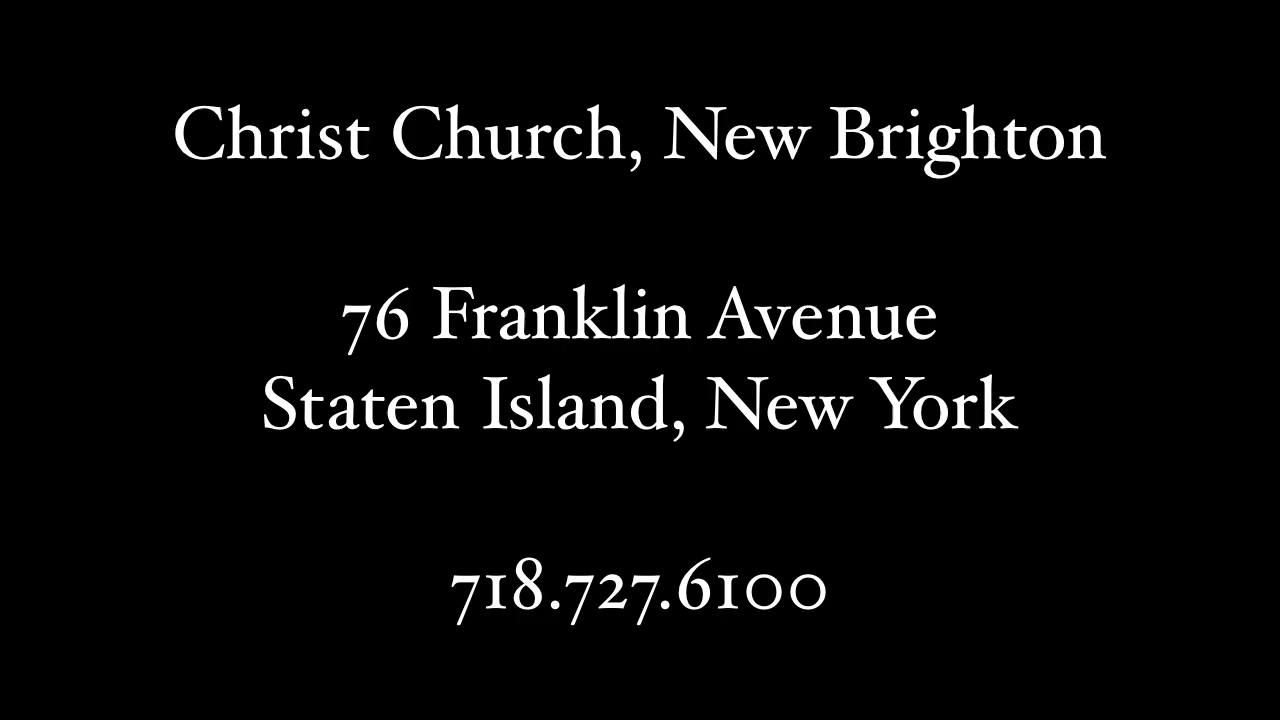 Christ Church, New Brighton
76 Franklin Avenue
Staten Island, New York
718.727.6100